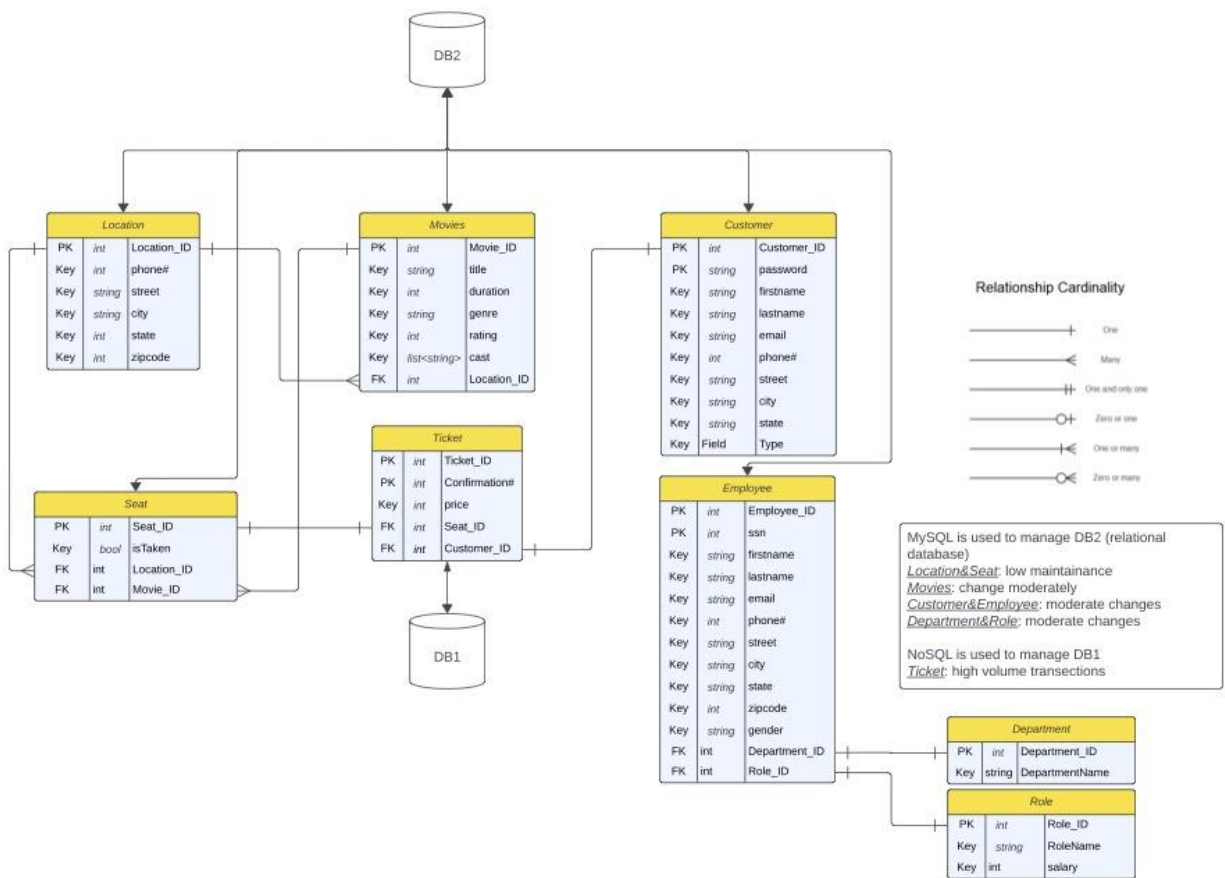 DB2
Location
PK int Location_ID
Key int phone#
Key string street
Key string city
Key int state
Key int zipcode
Movies
PK int Movie_ID
Key string title
Key int duration
Key string genre
Key int rating
Key list<string> cast
FK int Location_ID
Customer
PK int Customer_ID
PK string password
Key string firstname
Key string lastname
Key string email
Key int phone#
Key string street
Key string city
Key string state
Key Field Type
Relationship Cardinality
One
Many
One and only one
Zero or one
One or many
Zero or many
Ticket
PK int Ticket_ID
PK int Confirmation#
Key int price
FK int Seat_ID
FK int Customer_ID
Seat
PK int Seat_ID
Key bool isTaken
FK int Location_ID
FK int Movie_ID
DB1
Employee
PK int Employee_ID
PK int ssn
Key string firstname
Key string lastname
Key string email
Key int phone#
Key string street
Key string city
Key string state
Key int zipcode
Key string gender
FK int Department_ID
FK int Role_ID
MySQL is used to manage DB2 (relational
database)
Location&Seat: low maintainance
Movies: change moderately
Customer&Employee: moderate changes
Department&Role: moderate changes
NoSQL is used to manage DB1
Ticket: high volume transections
Department
PK int Department_ID
Key string DepartmentName
Role
PK int Role_ID
Key string RoleName
Key int salary